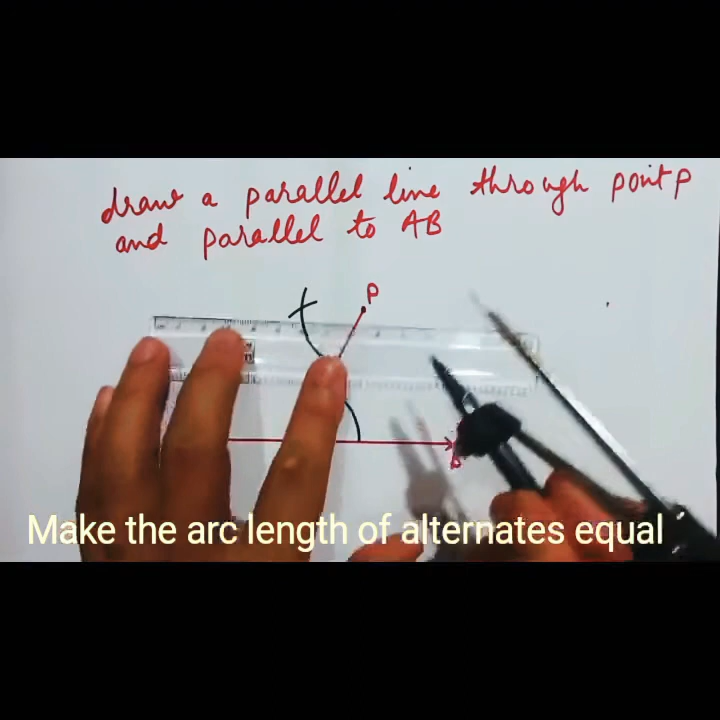 draw a parallel line through point P
and parallel to AB
P
B
Make the arc length of alternates equal